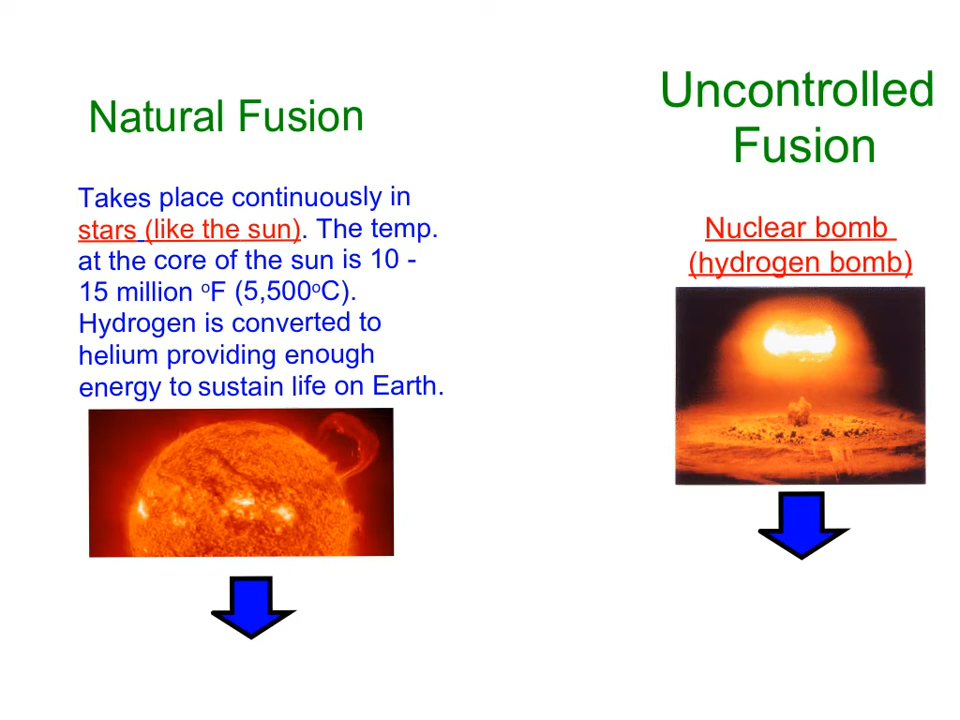 Natural Fusion
Takes place continuously in
stars (like the sun). The temp.
at the core of the sun is 10 -
15 million ºF (5,500ºC).
Hydrogen is converted to
helium providing enough
energy to sustain life on Earth.
Uncontrolled
Fusion
Nuclear bomb
(hydrogen bomb)